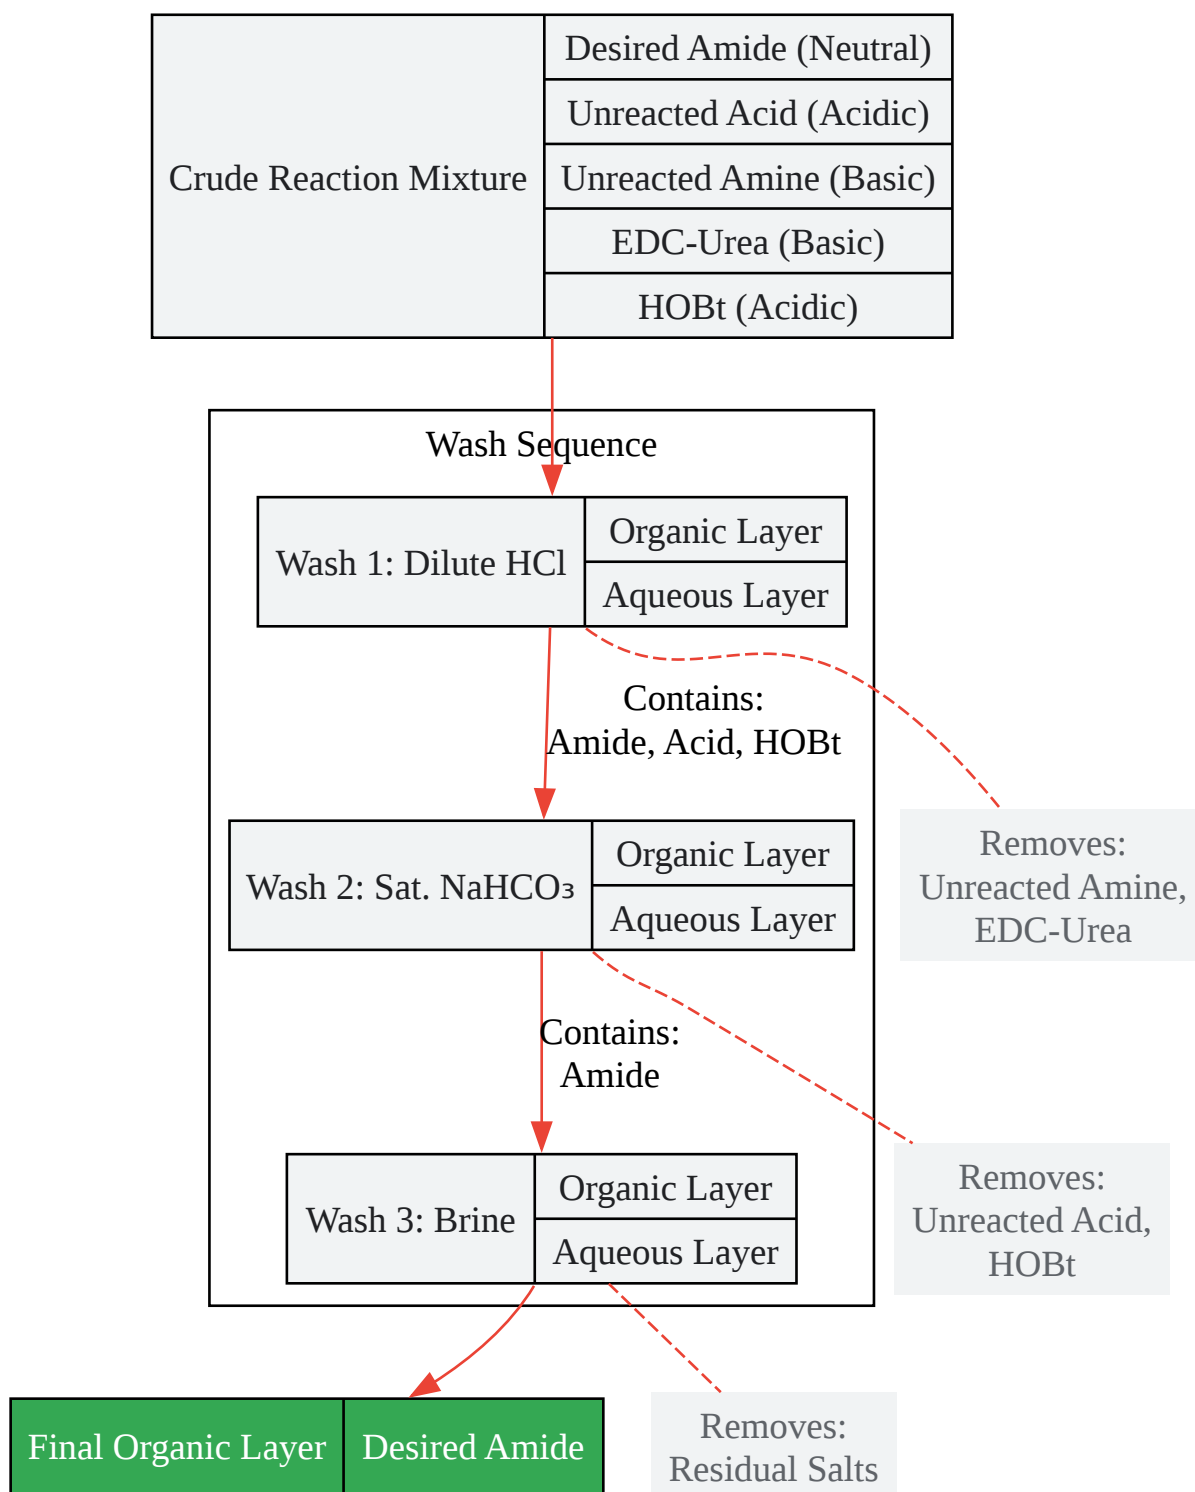 Crude Reaction Mixture
Desired Amide (Neutral)
Unreacted Acid (Acidic)
Unreacted Amine (Basic)
EDC-Urea (Basic)
HOBt (Acidic)
Wash Sequence
Wash 1: Dilute HCl
Organic Layer
Aqueous Layer
Contains:
Amide, Acid, HOBt
Removes:
Unreacted Amine,
EDC-Urea
Wash 2: Sat. NaHCO₃
Organic Layer
Aqueous Layer
Contains:
Amide
Removes:
Unreacted Acid,
HOBt
Wash 3: Brine
Organic Layer
Aqueous Layer
Removes:
Residual Salts
Final Organic Layer
Desired Amide